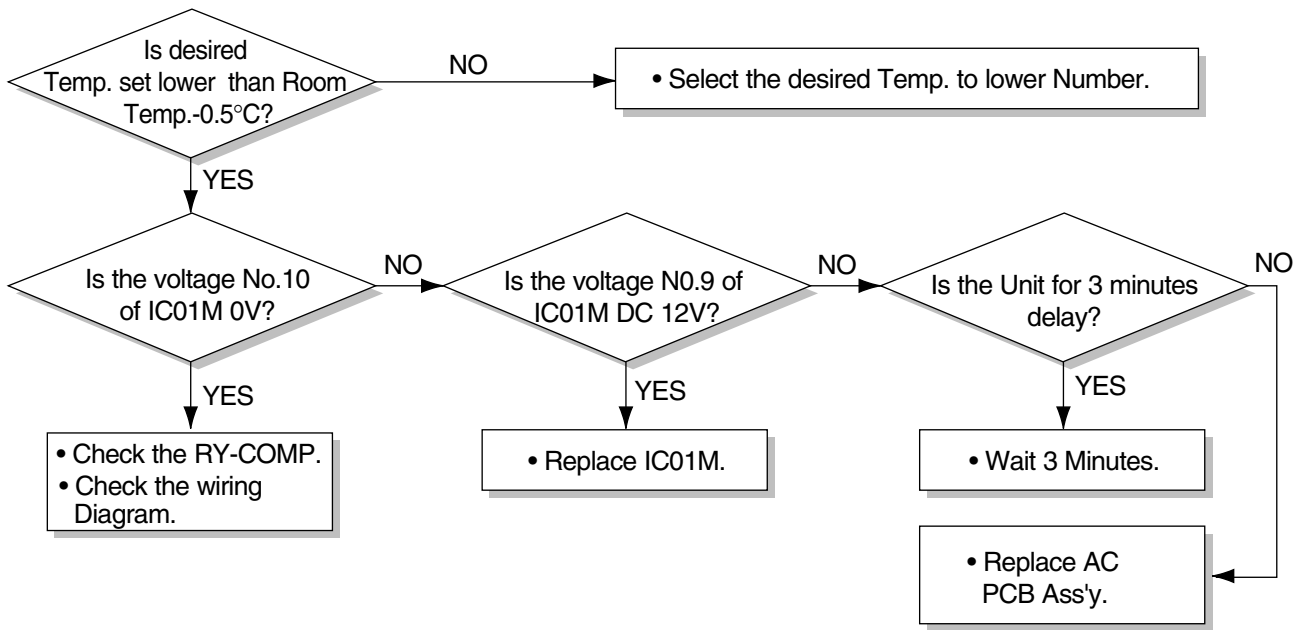 Is desired
Temp. set lower than Room
Temp.-0.5°C?
NO
• Select the desired Temp. to lower Number.
YES
Is the voltage No.10
of IC01M 0V?
NO
Is the voltage N0.9 of
IC01M DC 12V?
NO
Is the Unit for 3 minutes
delay?
NO
YES
• Check the RY-COMP.
• Check the wiring
Diagram.
YES
• Replace IC01M.
YES
• Wait 3 Minutes.
• Replace AC
PCB Ass'y.